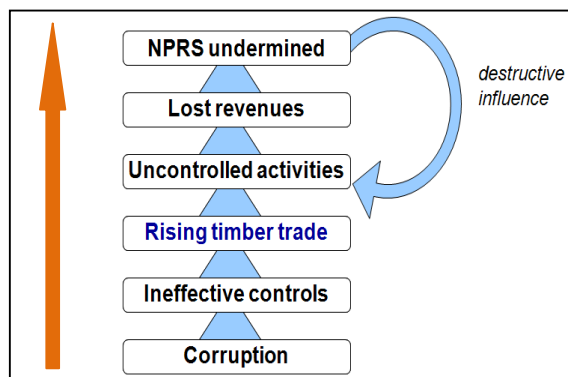 NPRS undermined
destructive
influence
Lost revenues
Uncontrolled activities
Rising timber trade
Ineffective controls
Corruption